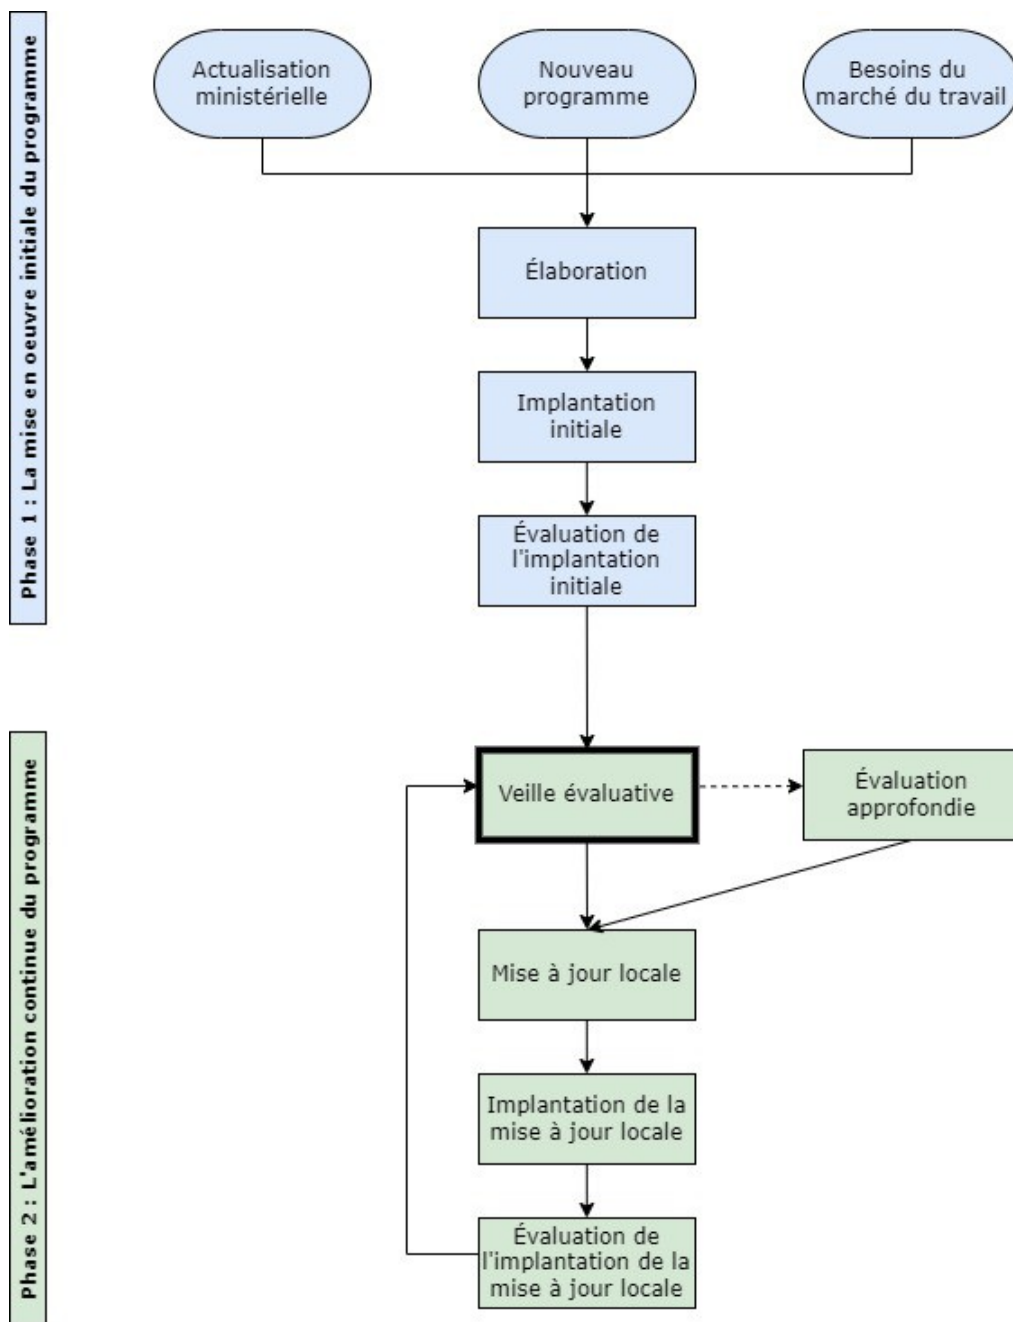 Phase 1 : La mise en oeuvre initiale du programme
Actualisation
ministérielle
Nouveau
programme
Besoins du
marché du travail
Élaboration
Implantation
initiale
Évaluation de
l'implantation
initiale
Phase 2 : L'amélioration continue du programme
Veille évaluative
Évaluation
approfondie
Mise à jour locale
Implantation de la
mise à jour locale
Évaluation de
l'implantation de la
mise à jour locale